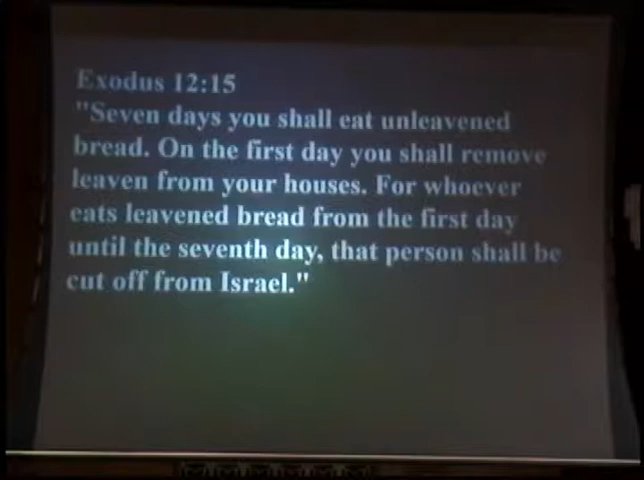 Exodus 12:15
"Seven days you shall eat unleavened
bread. On the first day you shall remove
leaven from your houses. For whoever
eats leavened bread from the first day
until the seventh day, that person shall be
cut off from Israel."